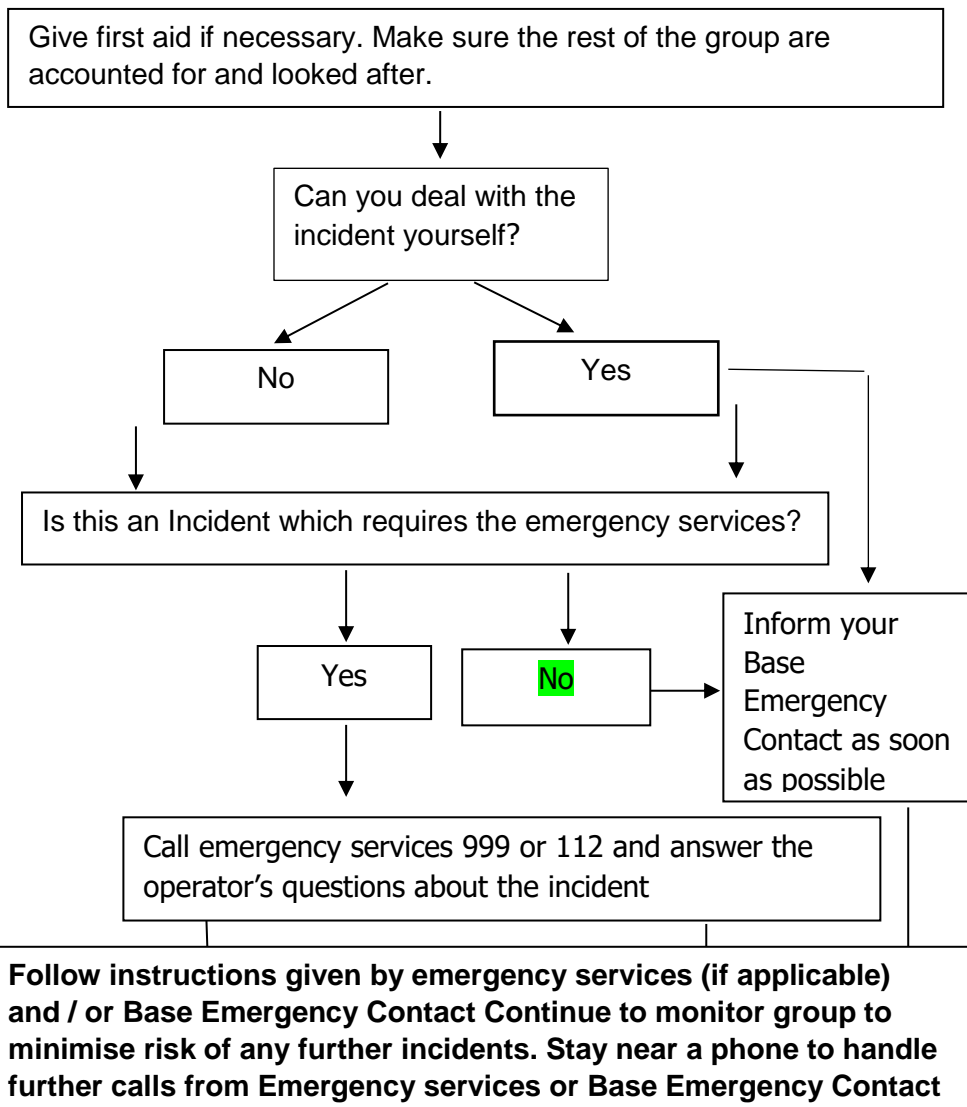 Give first aid if necessary. Make sure the rest of the group are
accounted for and looked after.
Can you deal with the
incident yourself?
No
Yes
Is this an Incident which requires the emergency services?
Yes
No
Inform your
Base
Emergency
Contact as soon
as possible
Call emergency services 999 or 112 and answer the
operator’s questions about the incident
Follow instructions given by emergency services (if applicable)
and / or Base Emergency Contact Continue to monitor group to
minimise risk of any further incidents. Stay near a phone to handle
further calls from Emergency services or Base Emergency Contact